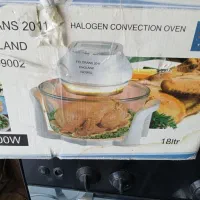 ANS 2011
HALOGEN CONVECTION OVEN
LAND
9002
00W
18ltr